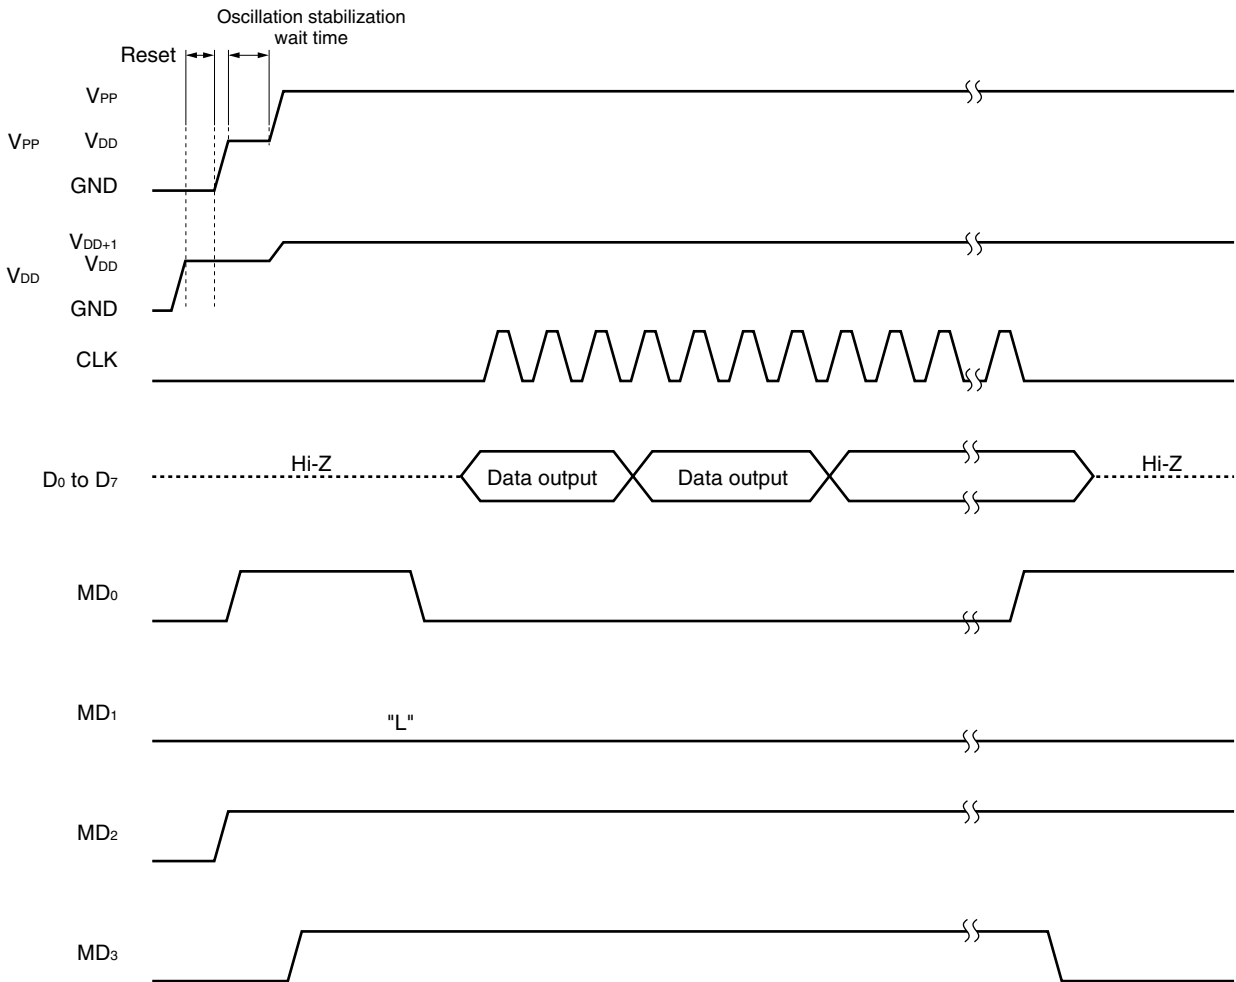 Oscillation stabilization
wait time
Reset
VPP
VPP VDD
GND
VDD+1
VDD
VDD
GND
CLK
D0 to D7 Hi-Z Data output Data output Hi-Z
MD0
MD1 "L"
MD2
MD3